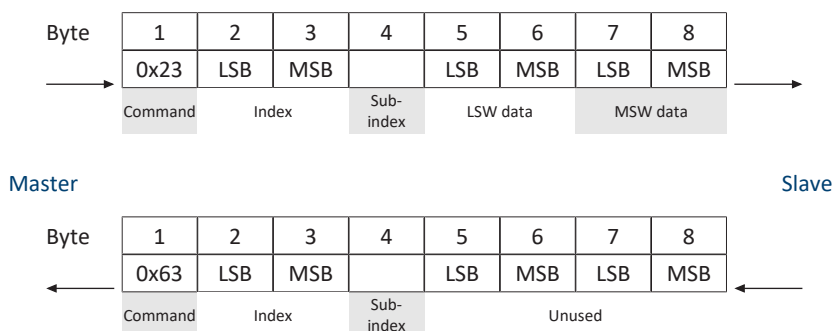 Byte 1 2 3 4 5 6 7 8
0x23 LSB MSB LSB MSB LSB MSB
Command Index Sub-
index LSW data MSW data
Master Slave
Byte 1 2 3 4 5 6 7 8
0x63 LSB MSB LSB MSB LSB MSB
Command Index Sub-
index Unused